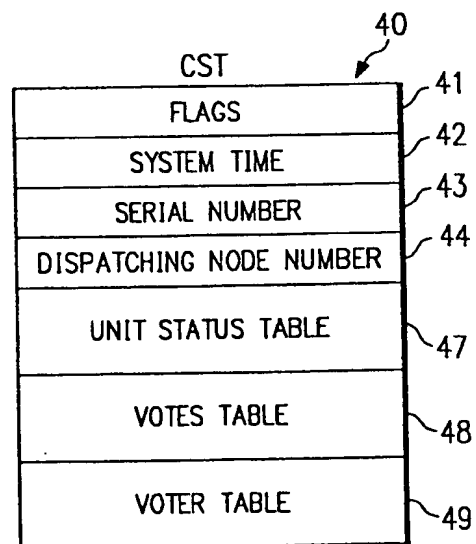 40
CST
FLAGS 41
SYSTEM TIME 42
SERIAL NUMBER 43
DISPATCHING NODE NUMBER 44
UNIT STATUS TABLE 47
VOTES TABLE 48
VOTER TABLE 49